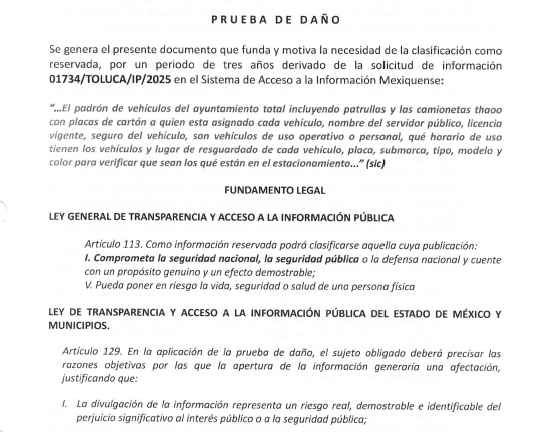 PRUEBA DE DAÑO
Se genera el presente documento que funda y motiva la necesidad de la clasificación como
reservada, por un periodo de tres años derivado de la solicitud de información
01734/TOLUCA/IP/2025 en el Sistema de Acceso a la Información Mexiquense:
"...El padrón de vehículos del ayuntamiento total incluyendo patrullas y las camionetas thaoo
con placas de cartón a quien esta asignado cada vehículo, nombre del servidor público, licencia
vigente, seguro del vehículo, son vehículos de uso operativo o personal, qué horario de uso
tienen los vehículos y lugar de resguardado de cada vehículo, placa, submarca, tipo, modelo y
color para verificar que sean los qué están en el estacionamiento..." (sic)
FUNDAMENTO LEGAL
LEY GENERAL DE TRANSPARENCIA Y ACCESO A LA INFORMACIÓN PÚBLICA
Artículo 113. Como información reservada podrá clasificarse aquella cuya publicación:
I. Comprometa la seguridad nacional, la seguridad pública o la defensa nacional y cuente
con un propósito genuino y un efecto demostrable;
V. Pueda poner en riesgo la vida, seguridad o salud de una persona física
LEY DE TRANSPARENCIA Y ACCESO A LA INFORMACIÓN PÚBLICA DEL ESTADO DE MÉXICO Y
MUNICIPIOS.
Artículo 129. En la aplicación de la prueba de daño, el sujeto obligado deberá precisar las
razones objetivas por las que la apertura de la información generaría una afectación,
justificando que:
I. La divulgación de la información representa un riesgo real, demostrable e identificable del
perjuicio significativo al interés público o a la seguridad pública;